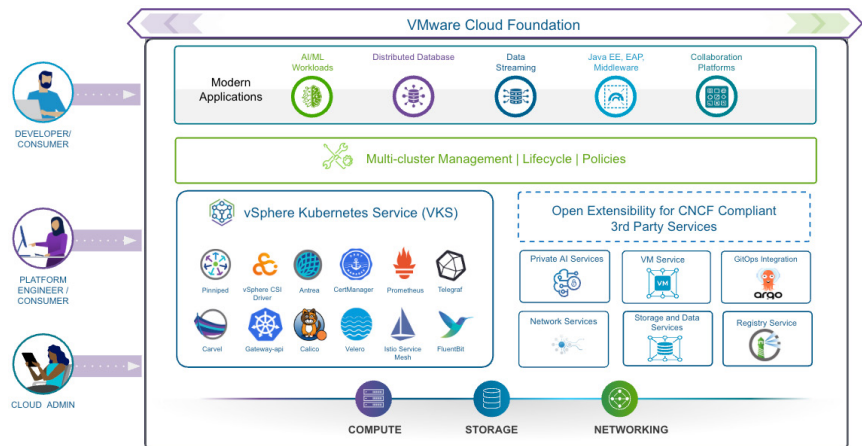 VMware Cloud Foundation
Modern
Applications
AI/ML
Workloads
Distributed Database
Data
Streaming
Java EE, EAP,
Middleware
Collaboration
Platforms
DEVELOPER/
CONSUMER
Multi-cluster Management | Lifecycle | Policies
PLATFORM
ENGINEER /
CONSUMER
vSphere Kubernetes Service (VKS)
Pinniped
vSphere CSI
Driver
Antrea
CertManager
Prometheus
Telegraf
Carvel
Gateway-api
Calico
Velero
Istio Service
Mesh
FluentBit
Open Extensibility for CNCF Compliant
3rd Party Services
Private AI Services
VM Service
VM
GitOps Integration
argo
Network Services
Storage and Data
Services
Registry Service
CLOUD ADMIN
COMPUTE
STORAGE
NETWORKING